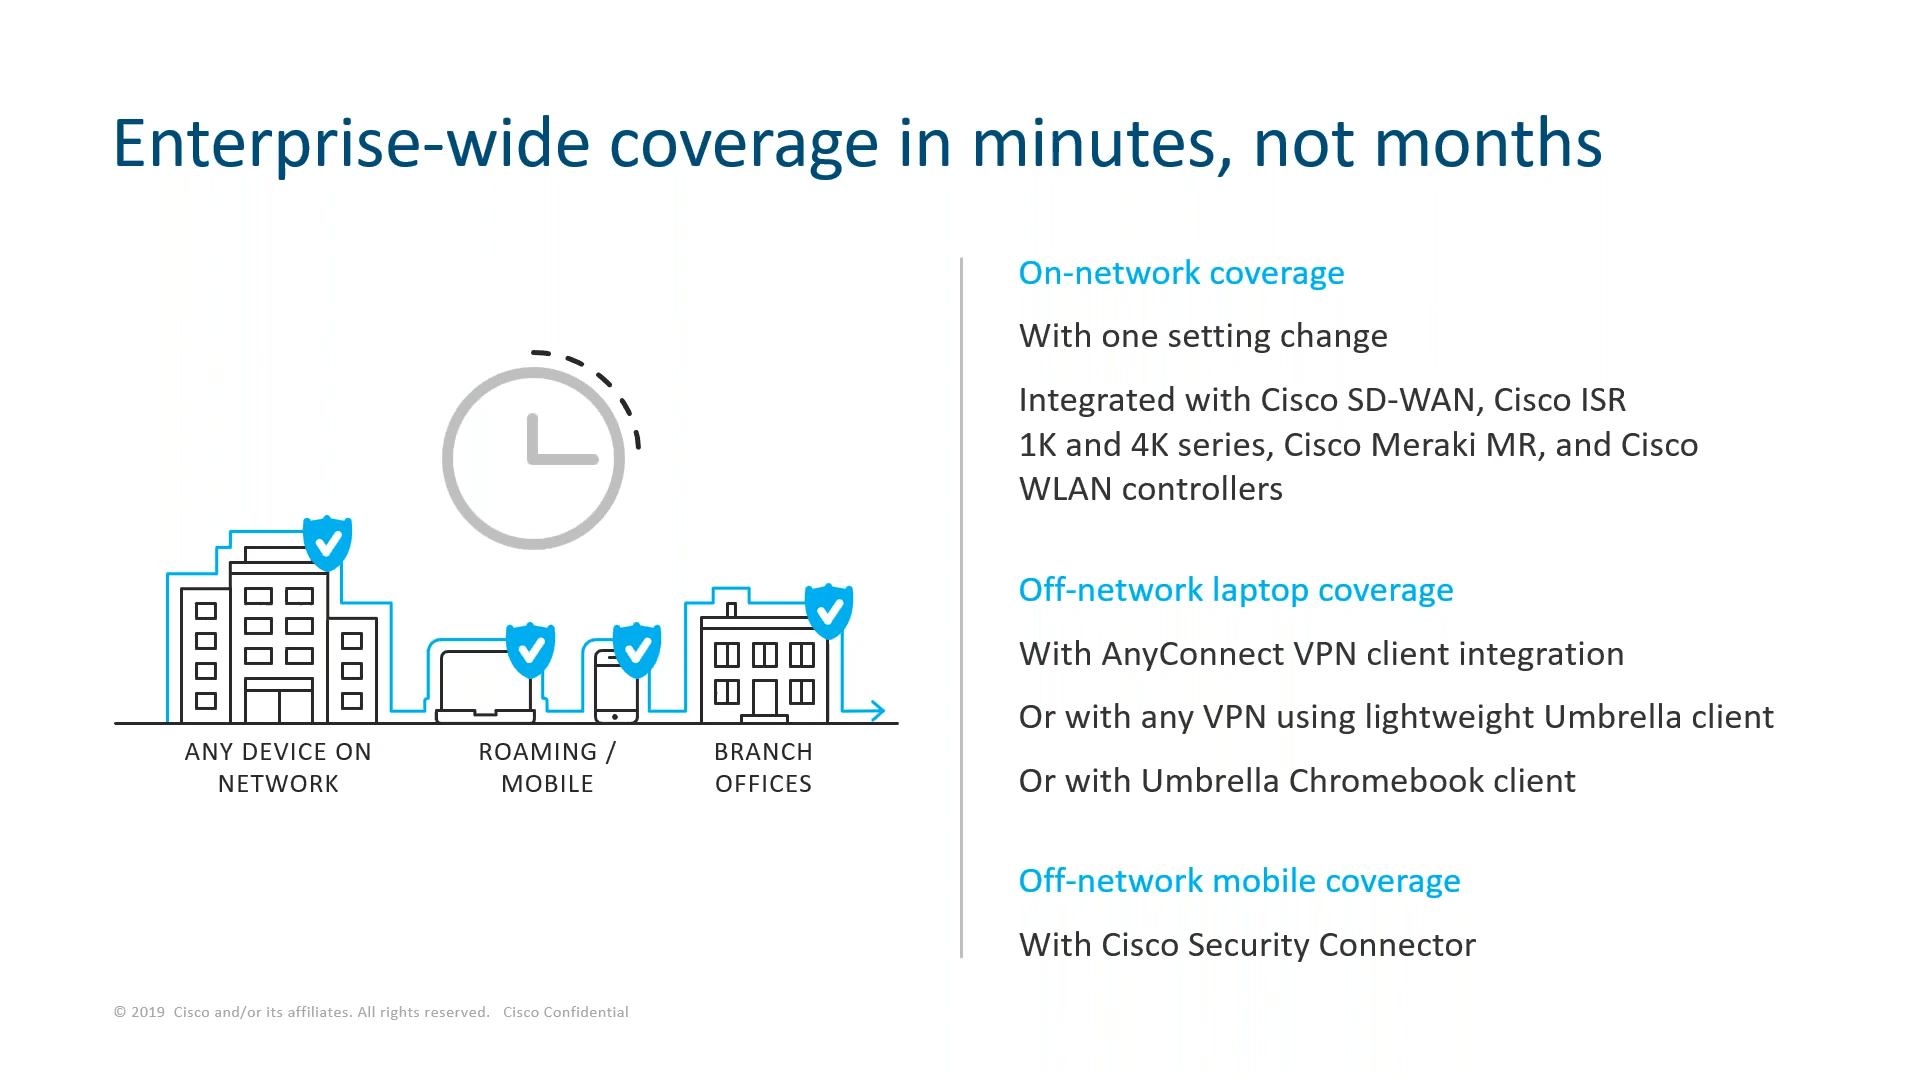 Enterprise-wide coverage in minutes, not months
ANY DEVICE ON
NETWORK
ROAMING /
MOBILE
BRANCH
OFFICES
On-network coverage
With one setting change
Integrated with Cisco SD-WAN, Cisco ISR
1K and 4K series, Cisco Meraki MR, and Cisco
WLAN controllers
Off-network laptop coverage
With AnyConnect VPN client integration
Or with any VPN using lightweight Umbrella client
Or with Umbrella Chromebook client
Off-network mobile coverage
With Cisco Security Connector
© 2019 Cisco and/or its affiliates. All rights reserved. Cisco Confidential